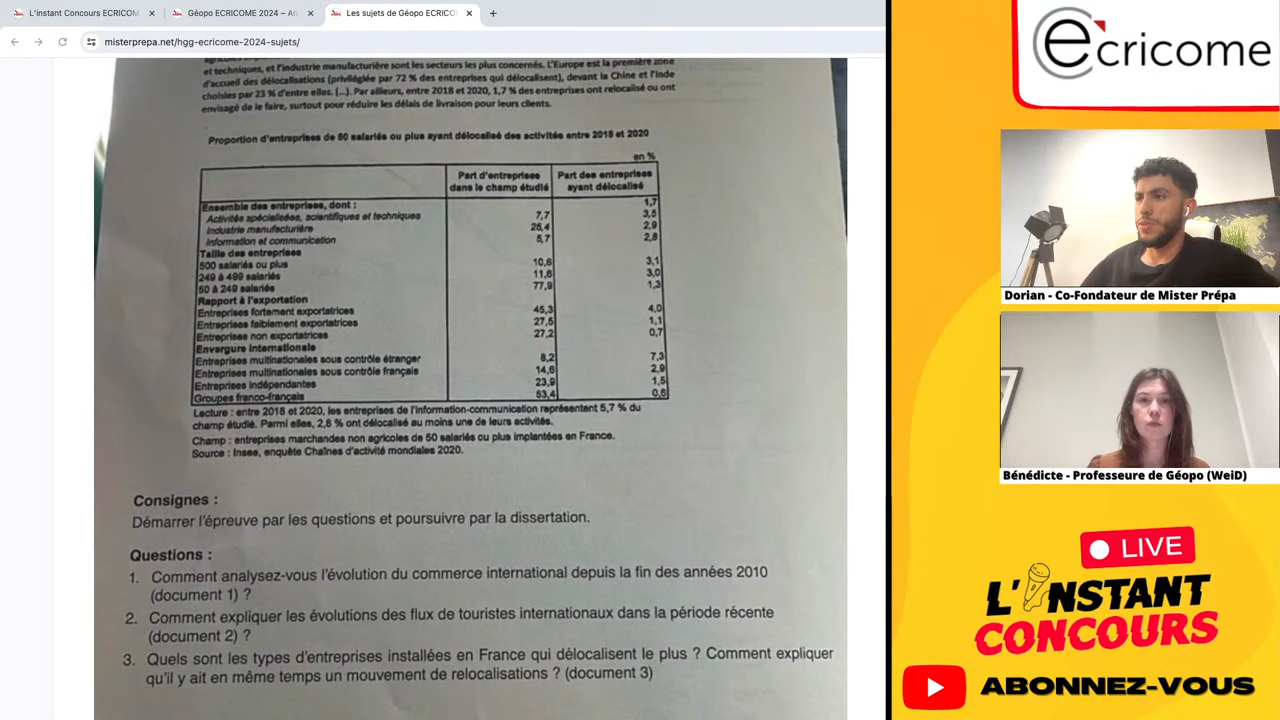 L'instant Concours ECRICOM
Géopo ECRICOME 2024 – An
Les sujets de Géopo ECRICO
misterprepa.net/hgg-ecricome-2024-sujets/
et techniques, et l'industrie manufacturière sont les secteurs les plus concernés. L'Europe est la première zone
d'accueil des délocalisations (privilégiée par 72 % des entreprises qui délocalisent), devant la Chine et l'Inde
choisies par 23 % d'entre elles. (...). Par ailleurs, entre 2018 et 2020, 1,7 % des entreprises ont relocalisé ou ont
envisagé de le faire, surtout pour réduire les délais de livraison pour leurs clients.
Proportion d'entreprises de 50 salariés ou plus ayant délocalisé des activités entre 2018 et 2020
en %
Part d'entreprises dans le champ étudié Part des entreprises ayant délocalisé
Ensemble des entreprises, dont : 1,7
Activités spécialisées, scientifiques et techniques 7,7 3,5
Industrie manufacturière 25,4 2,9
Information et communication 5,7 2,8
Taille des entreprises
500 salariés ou plus 10,6 3,1
249 à 499 salariés 11,6 3,0
50 à 249 salariés 77,9 1,3
Rapport à l'exportation
Entreprises fortement exportatrices 45,3 4,0
Entreprises faiblement exportatrices 27,5 1,1
Entreprises non exportatrices 27,2 0,7
Envergure internationale
Entreprises multinationales sous contrôle étranger 8,2 7,3
Entreprises multinationales sous contrôle français 14,6 2,9
Entreprises indépendantes 23,9 1,5
Groupes franco-français 53,4 0,6
Lecture : entre 2018 et 2020, les entreprises de l'information-communication représentent 5,7 % du
champ étudié. Parmi elles, 2,8 % ont délocalisé au moins une de leurs activités.
Champ : entreprises marchandes non agricoles de 50 salariés ou plus implantées en France.
Source : Insee, enquête Chaînes d'activité mondiales 2020.
Consignes :
Démarrer l'épreuve par les questions et poursuivre par la dissertation.
Questions :
1. Comment analysez-vous l'évolution du commerce international depuis la fin des années 2010
(document 1) ?
2. Comment expliquer les évolutions des flux de touristes internationaux dans la période récente
(document 2) ?
3. Quels sont les types d'entreprises installées en France qui délocalisent le plus ? Comment expliquer
qu'il y ait en même temps un mouvement de relocalisations ? (document 3)
ecricome
Dorian - Co-Fondateur de Mister Prépa
Bénédicte - Professeure de Géopo (WeiD)
LIVE
L'INSTANT
CONCOURS
ABONNEZ-VOUS